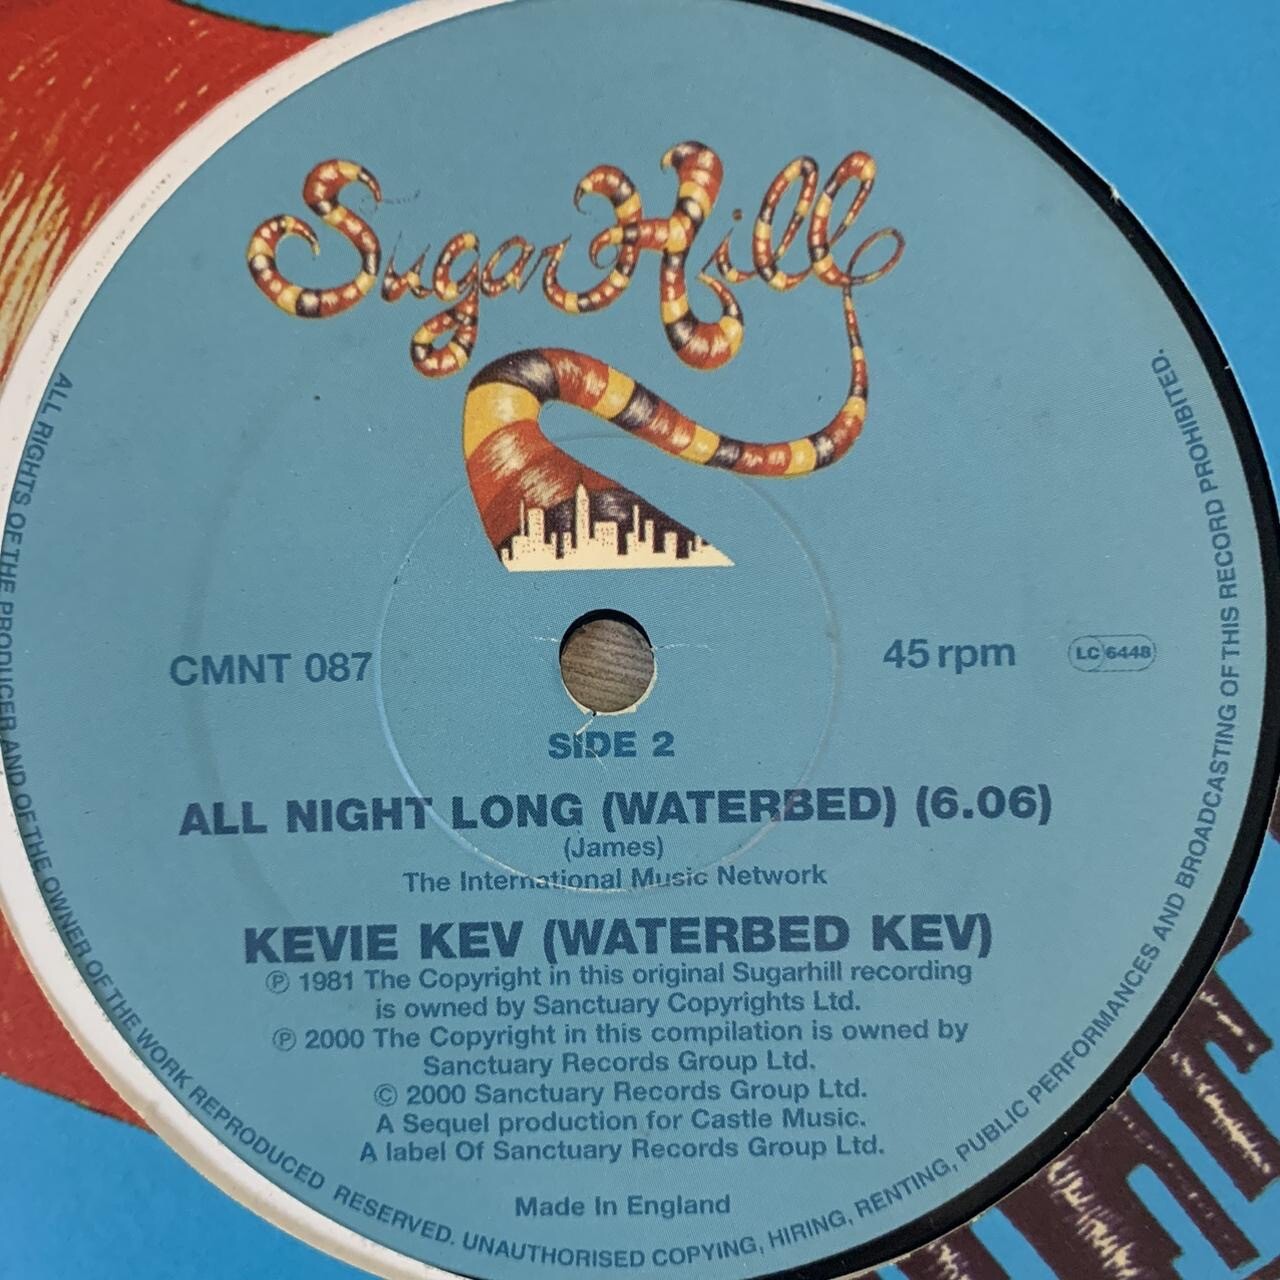 Sugar Hill
CMNT 087
45 rpm
LC 6448
SIDE 2
ALL NIGHT LONG (WATERBED) (6.06)
(James)
The International Music Network
KEVIE KEV (WATERBED KEV)
℗ 1981 The Copyright in this original Sugarhill recording
is owned by Sanctuary Copyrights Ltd.
℗ 2000 The Copyright in this compilation is owned by
Sanctuary Records Group Ltd.
© 2000 Sanctuary Records Group Ltd.
A Sequel production for Castle Music.
A label Of Sanctuary Records Group Ltd.
Made In England
ALL RIGHTS OF THE PRODUCER AND OF THE OWNER OF THE WORK REPRODUCED RESERVED. UNAUTHORISED COPYING, HIRING, RENTING, PUBLIC PERFORMANCES AND BROADCASTING OF THIS RECORD PROHIBITED.